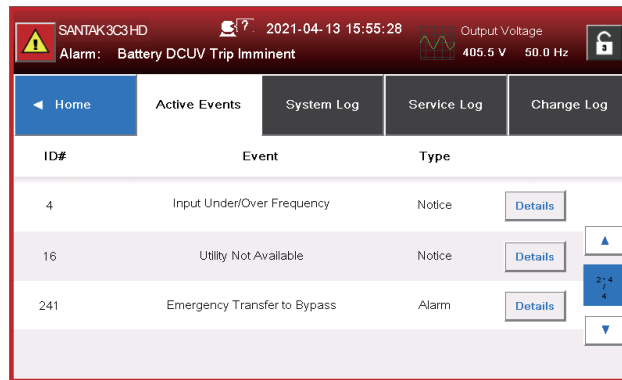 SANTAK 3C3 HD ? 2021-04-13 15:55:28 Output Voltage
Alarm: Battery DCUV Trip Imminent 405.5 V 50.0 Hz 3
◄ Home Active Events System Log Service Log Change Log
ID# Event Type
4 Input Under/Over Frequency Notice Details
16 Utility Not Available Notice Details
2-4
/
4
241 Emergency Transfer to Bypass Alarm Details